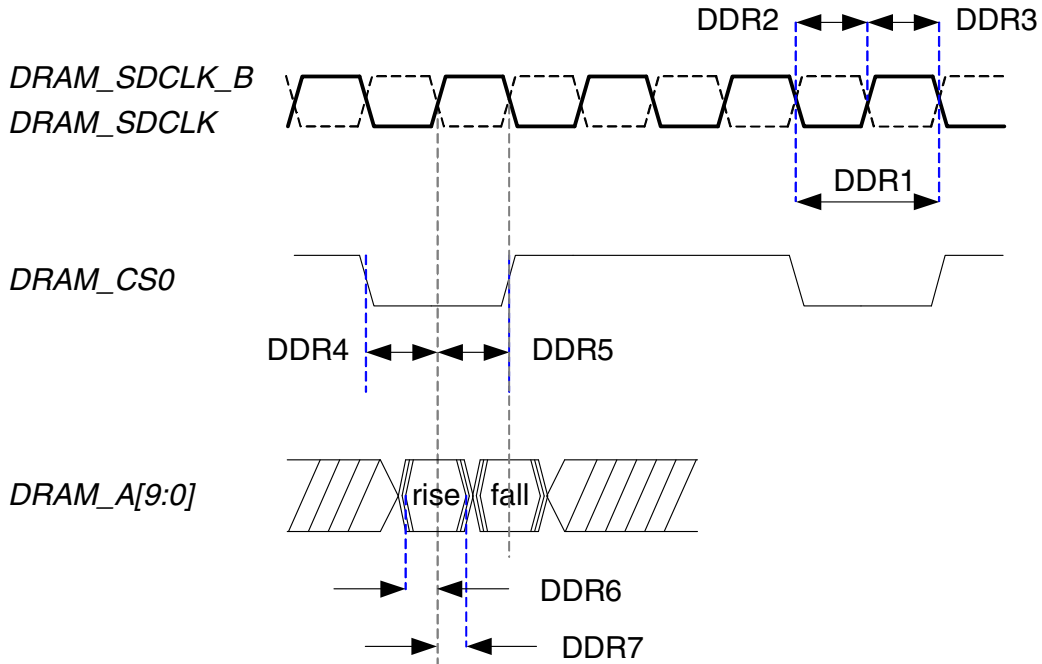 DDR2
DDR3
DRAM_SDCLK_B
DRAM_SDCLK
DDR1
DRAM_CS0
DDR4
DDR5
DRAM_A[9:0]
rise
fall
DDR6
DDR7